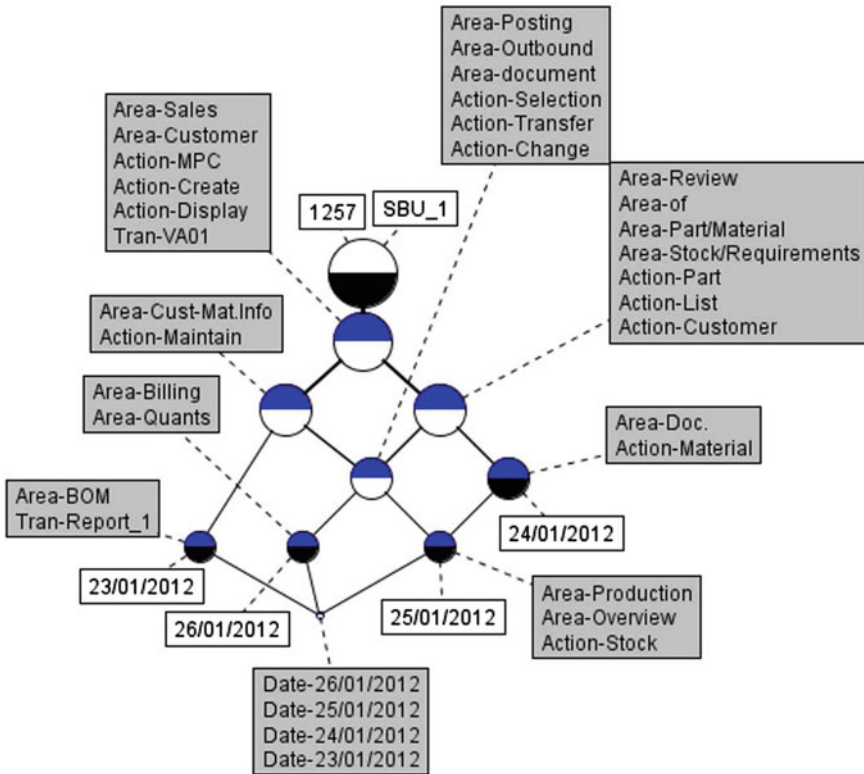 Area-Posting
Area-Outbound
Area-document
Action-Selection
Action-Transfer
Action-Change
Area-Sales
Area-Customer
Action-MPC
Action-Create
Action-Display
Tran-VA01
Area-Review
Area-of
Area-Part/Material
Area-Stock/Requirements
Action-Part
Action-List
Action-Customer
1257
SBU_1
Area-Cust-Mat.Info
Action-Maintain
Area-Billing
Area-Quants
Area-Doc.
Action-Material
Area-BOM
Tran-Report_1
24/01/2012
23/01/2012
26/01/2012
25/01/2012
Area-Production
Area-Overview
Action-Stock
Date-26/01/2012
Date-25/01/2012
Date-24/01/2012
Date-23/01/2012